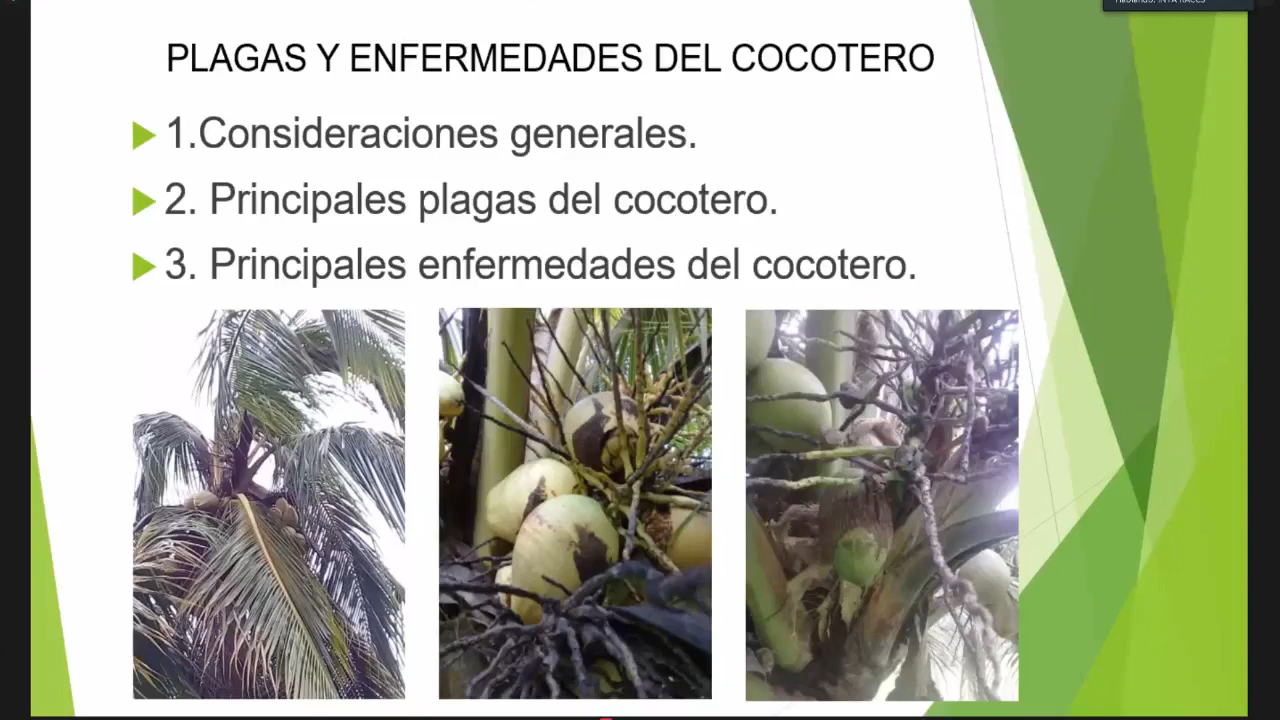 PLAGAS Y ENFERMEDADES DEL COCOTERO
1.Consideraciones generales.
2. Principales plagas del cocotero.
3. Principales enfermedades del cocotero.